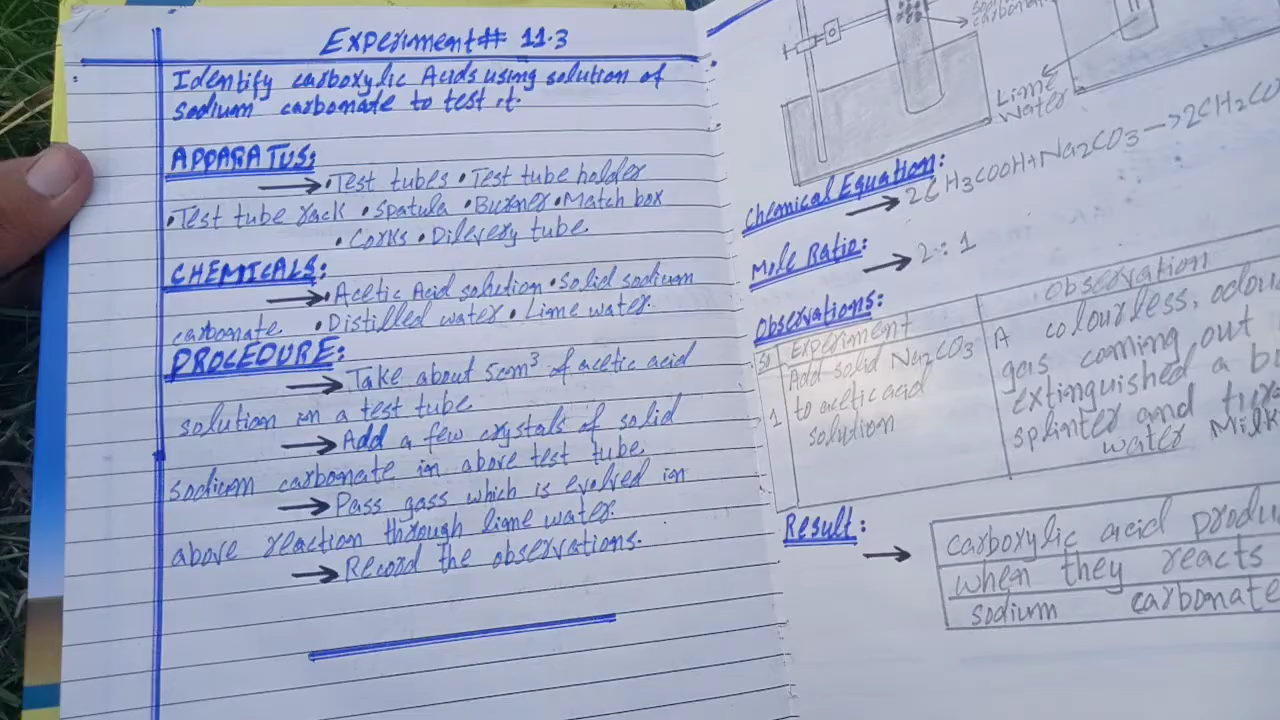 Experiment# 11.3
Identify carboxylic Acids using solution of
sodium carbomate to test it.
APPARATUS:
→ • Test tubes • Test tube holder
• Test tube rack • Spatula • Burner • Match box
• Corks • Dilevery tube.
CHEMICALS:
→ • Acetic Acid solution • Solid sodium
carbonate • Distilled water • Lime water.
PROCEDURE:
→ Take about 5cm³ of acetic acid
solution in a test tube
→ Add a few crystals of solid
sodium carbonate in above test tube.
→ Pass gass which is evolved in
above reaction through lime water.
→ Record the observations.
carbonate
Lime
water
Chemical Equation:
→ 2CH3COOH+Na2CO3→2CH2CO
Mole Ratio:
→ 2 : 1
Observations:
Experiment
Observation
1
Add solid Na2CO3
to acetic acid
solution
A colourless, odou
gas coming out
extinguished a b
splinter and tur
water Milk
Result:
→ carboxylic acid produ
when they reacts
sodium carbonate